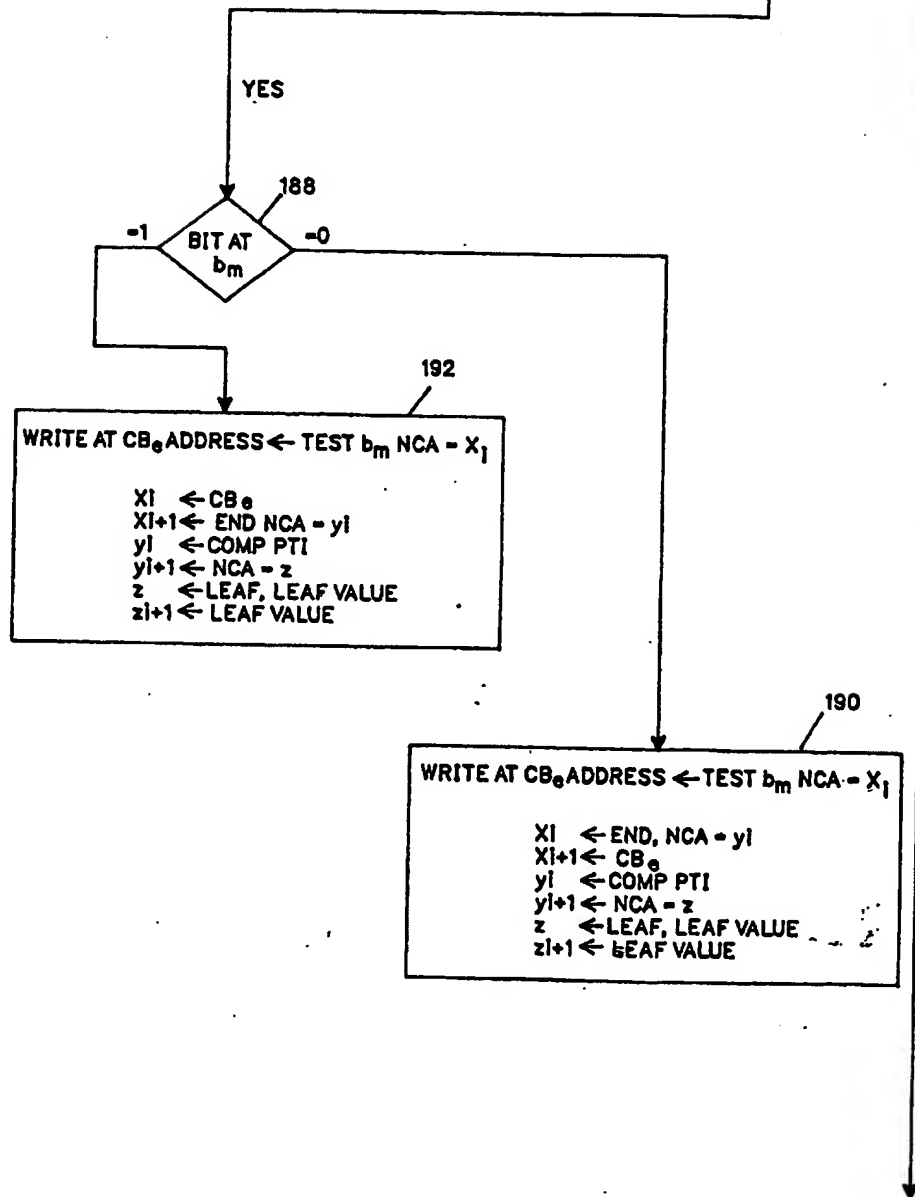 YES
188
=1
BIT AT
=0
bm
192
WRITE AT CBe ADDRESS ← TEST bm NCA = Xi
Xi ← CBe
Xi+1 ← END NCA = yi
yi ← COMP PTI
yi+1 ← NCA = z
z ← LEAF, LEAF VALUE
zi+1 ← LEAF VALUE
190
WRITE AT CBe ADDRESS ← TEST bm NCA = Xi
Xi ← END, NCA = yi
Xi+1 ← CBe
yi ← COMP PTI
yi+1 ← NCA = z
z ← LEAF, LEAF VALUE
zi+1 ← LEAF VALUE